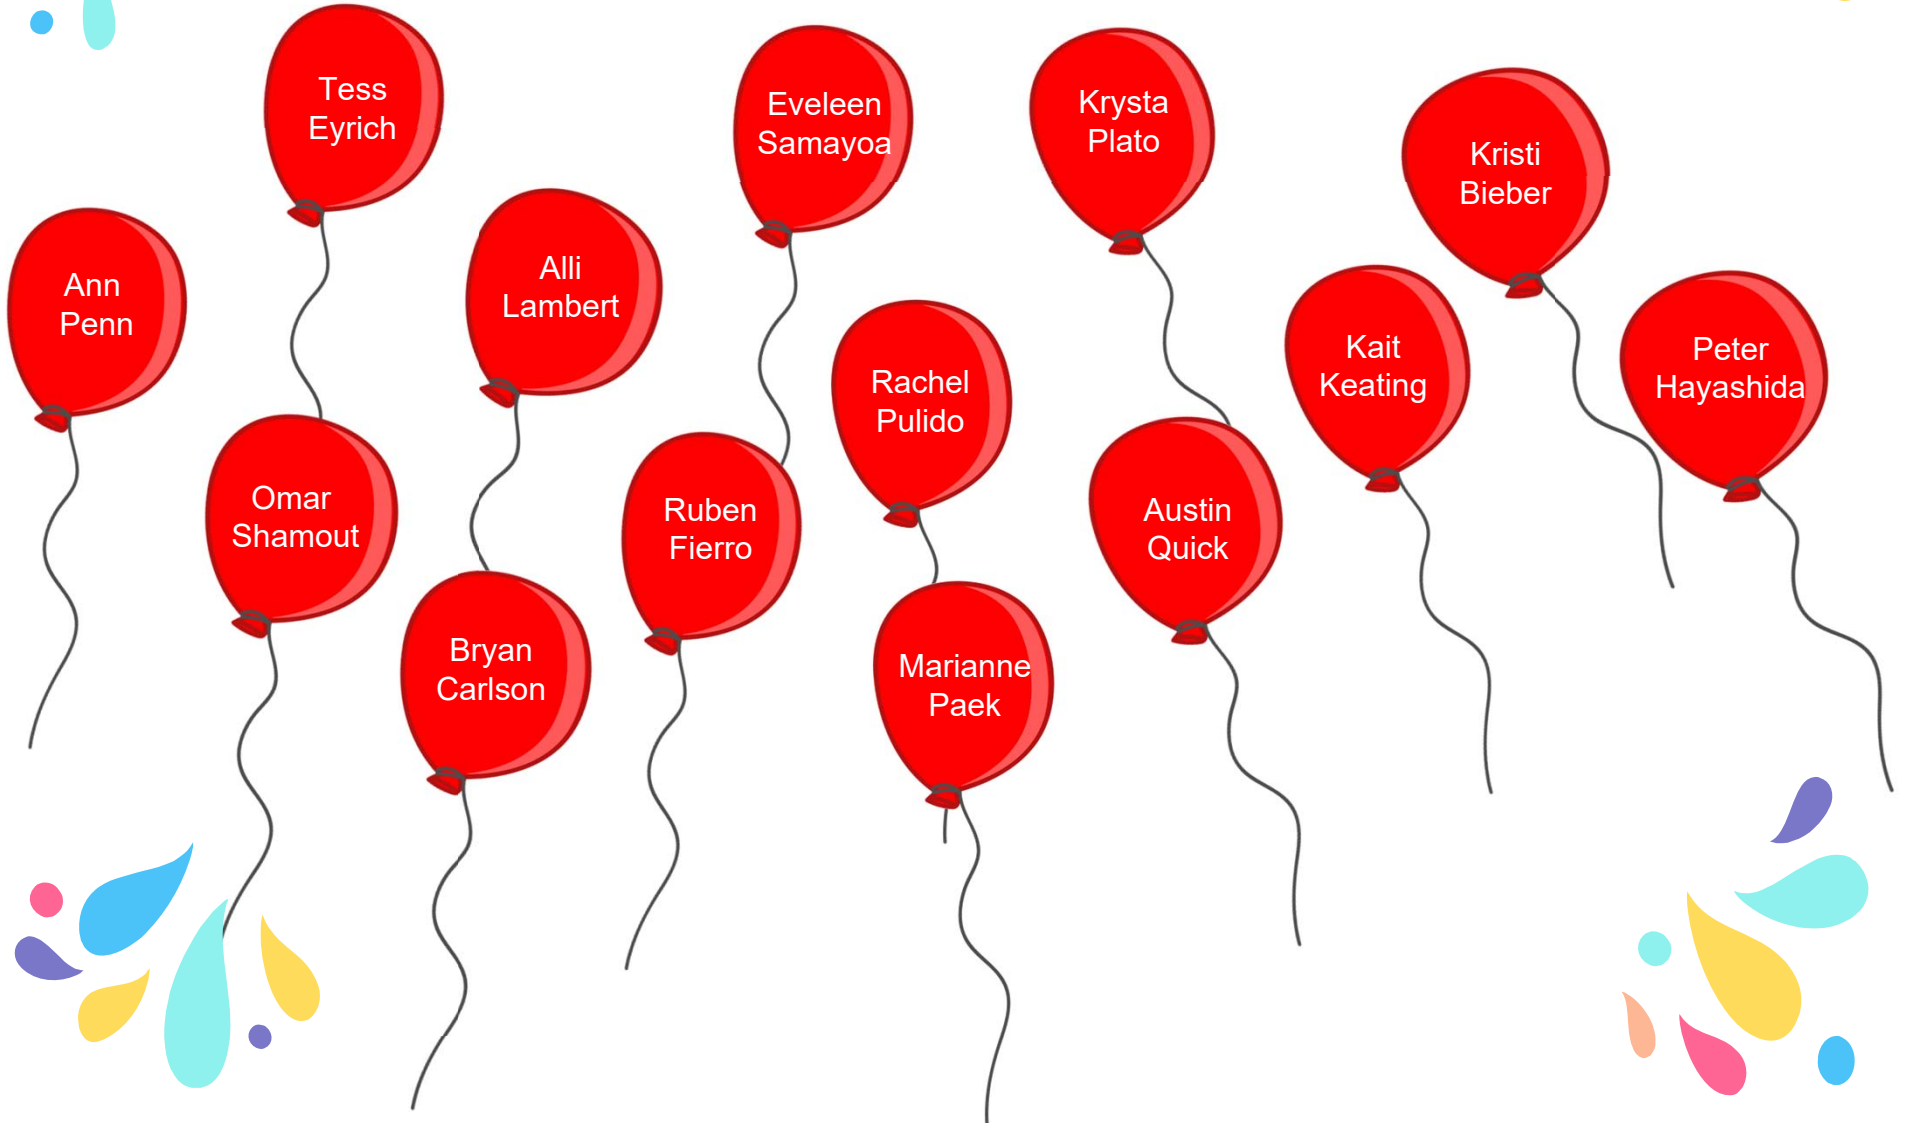 Tess
Eyrich
Eveleen
Samayoa
Krysta
Plato
Kristi
Bieber
Ann
Penn
Alli
Lambert
Rachel
Pulido
Kait
Keating
Peter
Hayashida
Omar
Shamout
Ruben
Fierro
Austin
Quick
Bryan
Carlson
Marianne
Paek